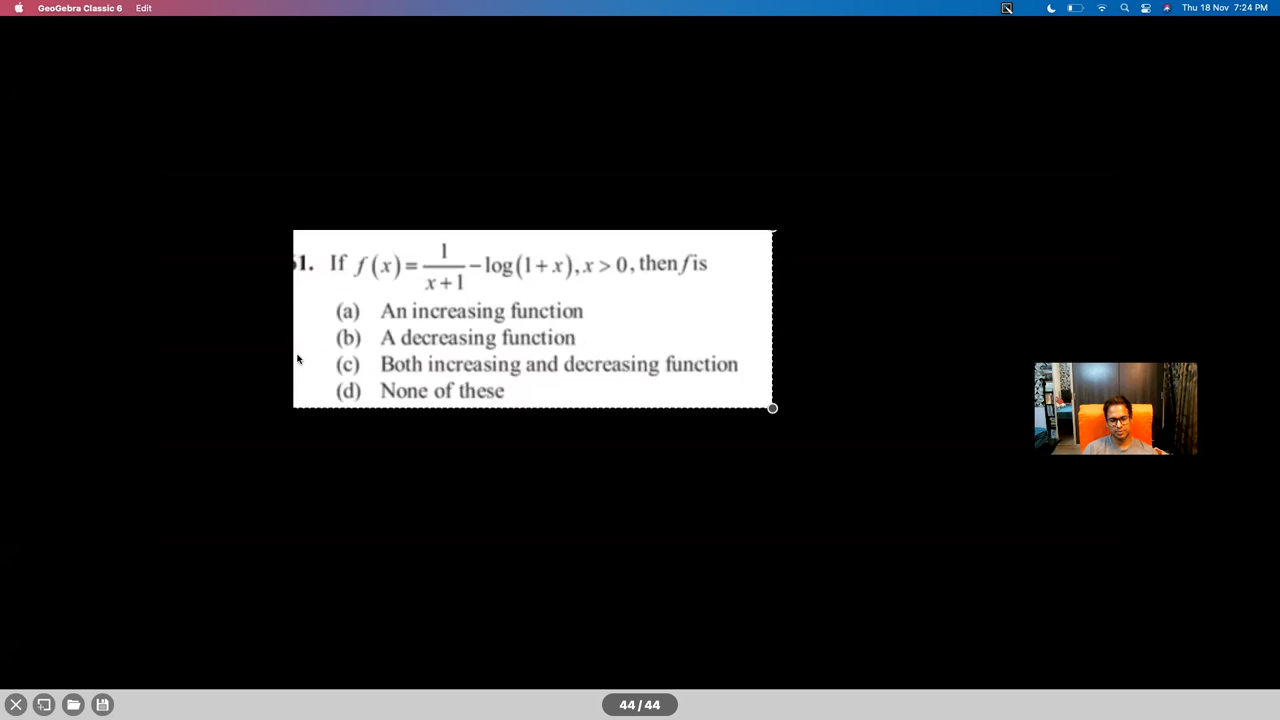 GeoGebra Classic 6 Edit Thu 18 Nov 7:24 PM
1. If f(x) = 1/(x+1) − log(1+x), x > 0, then f is
(a) An increasing function
(b) A decreasing function
(c) Both increasing and decreasing function
(d) None of these
44 / 44